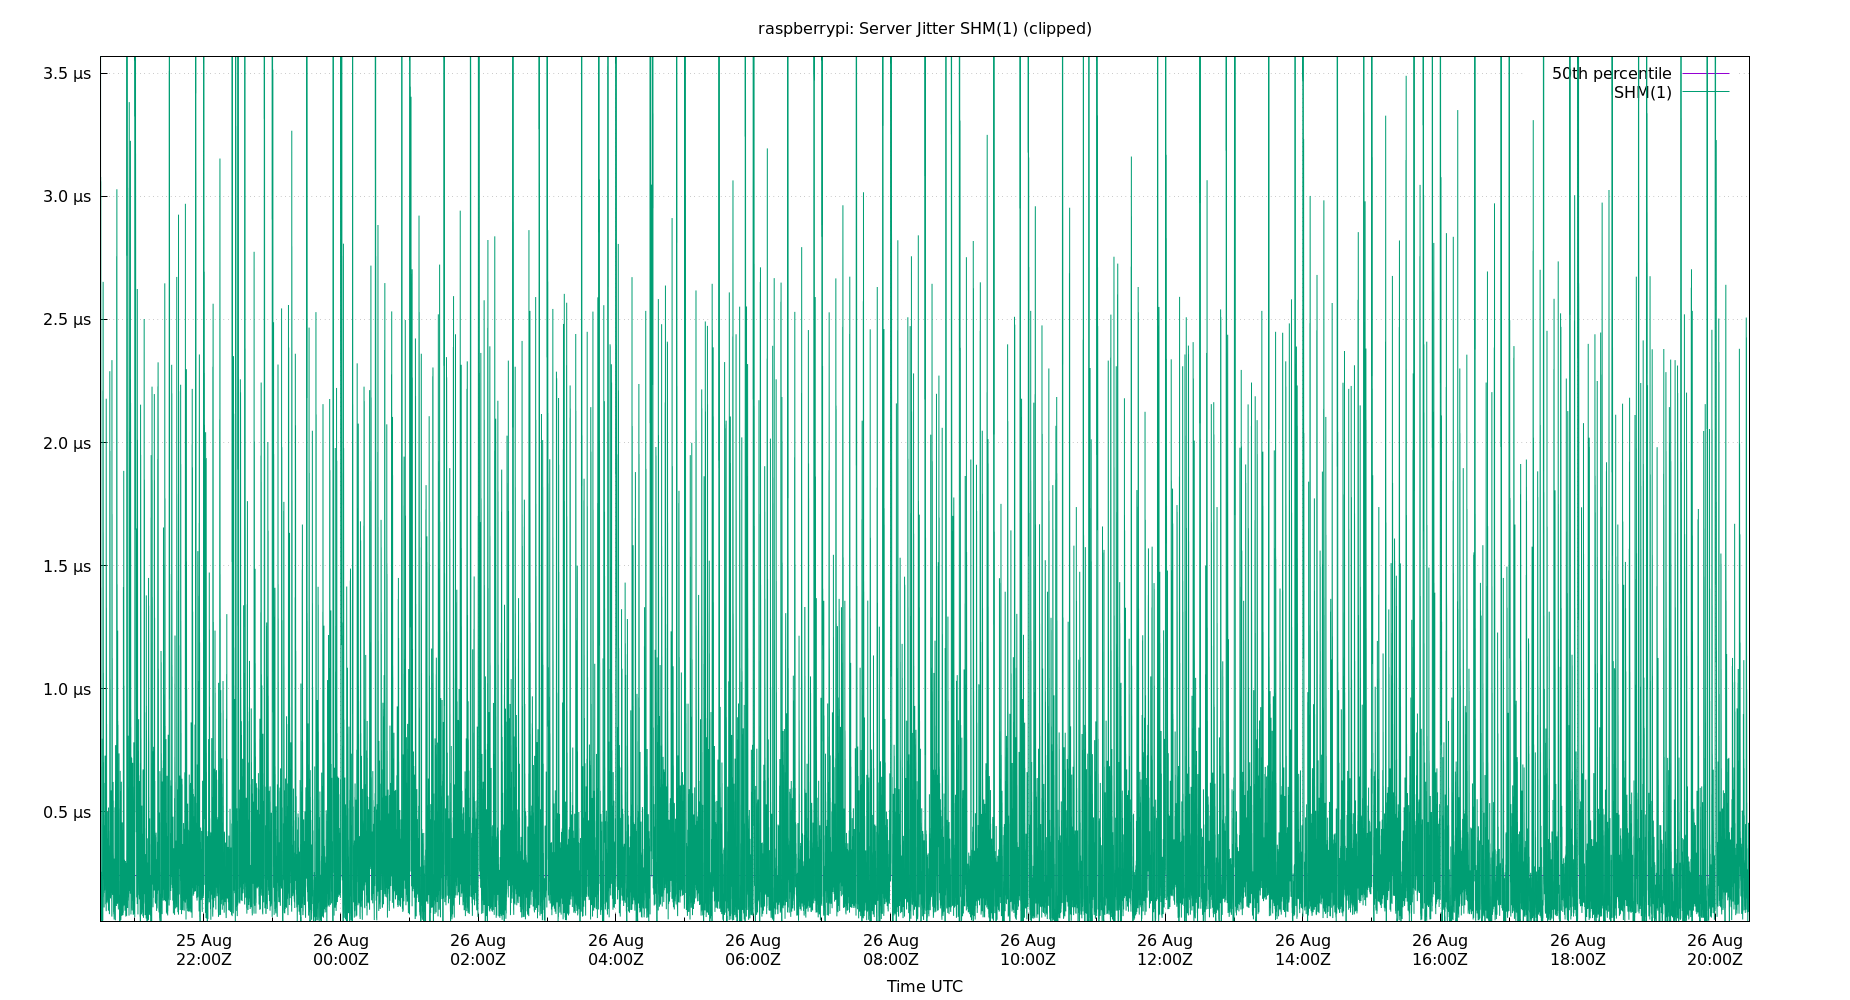 raspberrypi: Server Jitter SHM(1) (clipped)
3.5 µs
3.0 µs
2.5 µs
2.0 µs
1.5 µs
1.0 µs
0.5 µs
50th percentile
SHM(1)
25 Aug 26 Aug 26 Aug 26 Aug 26 Aug 26 Aug 26 Aug 26 Aug 26 Aug 26 Aug 26 Aug 26 Aug
22:00Z 00:00Z 02:00Z 04:00Z 06:00Z 08:00Z 10:00Z 12:00Z 14:00Z 16:00Z 18:00Z 20:00Z
Time UTC